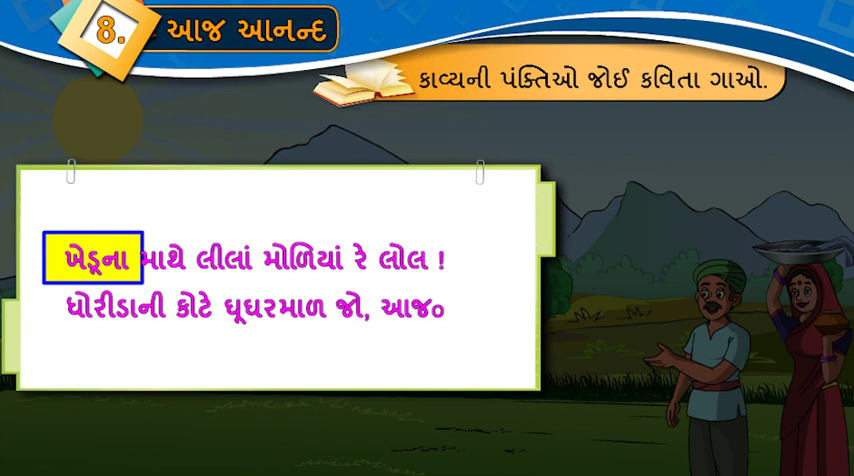 8. આજ આનન્દ
કાવ્યની પંક્તિઓ જોઈ કવિતા ગાઓ.
ખેડૂના માથે લીલાં મોળિયાં રે લોલ !
ધોરીડાની કોટે ઘૂઘરમાળ જો, આજ૦